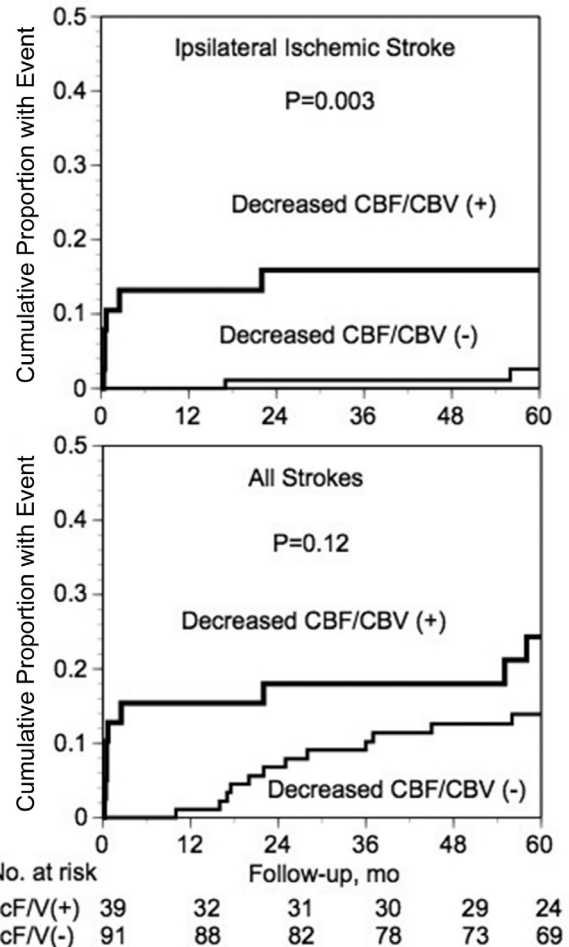 Cumulative Proportion with Event
0.5
0.4
0.3
0.2
0.1
0
Ipsilateral Ischemic Stroke
P=0.003
Decreased CBF/CBV (+)
Decreased CBF/CBV (-)
0 12 24 36 48 60
Cumulative Proportion with Event
0.5
0.4
0.3
0.2
0.1
0
All Strokes
P=0.12
Decreased CBF/CBV (+)
Decreased CBF/CBV (-)
0 12 24 36 48 60
No. at risk Follow-up, mo
cF/V(+) 39 32 31 30 29 24
cF/V(-) 91 88 82 78 73 69